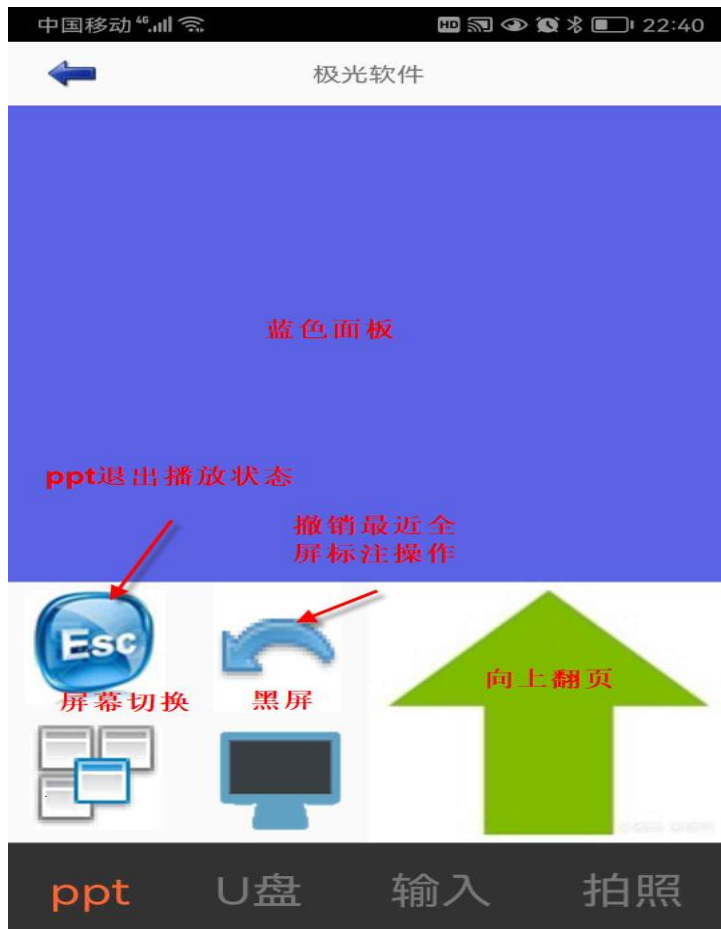 中国移动 46 HD 22:40
极光软件
蓝色面板
ppt退出播放状态
撤销最近全
屏标注操作
Esc
向上翻页
屏幕切换 黑屏
ppt U盘 输入 拍照